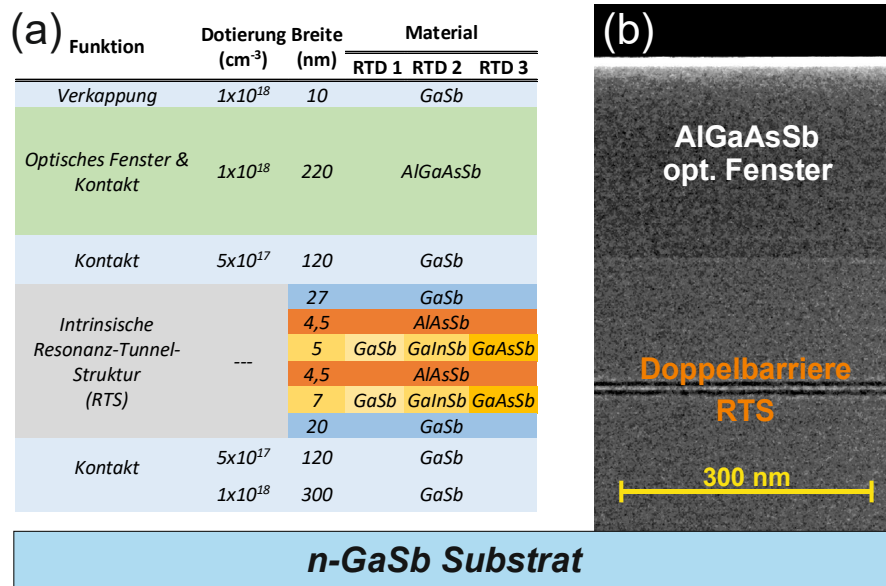 (a)
Funktion Dotierung (cm⁻³) Breite (nm) Material
RTD 1 RTD 2 RTD 3
Verkappung 1x10¹⁸ 10 GaSb
Optisches Fenster & Kontakt 1x10¹⁸ 220 AlGaAsSb
Kontakt 5x10¹⁷ 120 GaSb
Intrinsische Resonanz-Tunnel-Struktur (RTS) ---
27 GaSb
4,5 AlAsSb
5 GaSb GaInSb GaAsSb
4,5 AlAsSb
7 GaSb GaInSb GaAsSb
20 GaSb
Kontakt 5x10¹⁷ 120 GaSb
1x10¹⁸ 300 GaSb
(b)
AlGaAsSb
opt. Fenster
Doppelbarriere
RTS
300 nm
n-GaSb Substrat